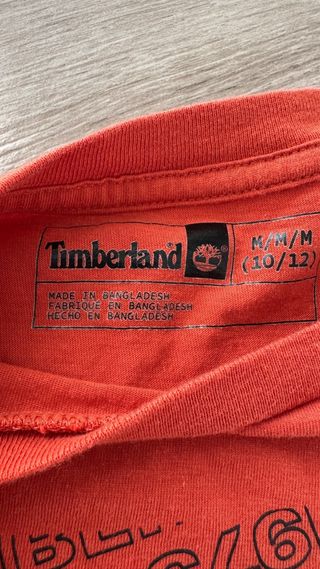 Timberland ®
M/M/M
(10/12)
MADE IN BANGLADESH
FABRIQUE EN BANGLADESH
HECHO EN BANGLADESH